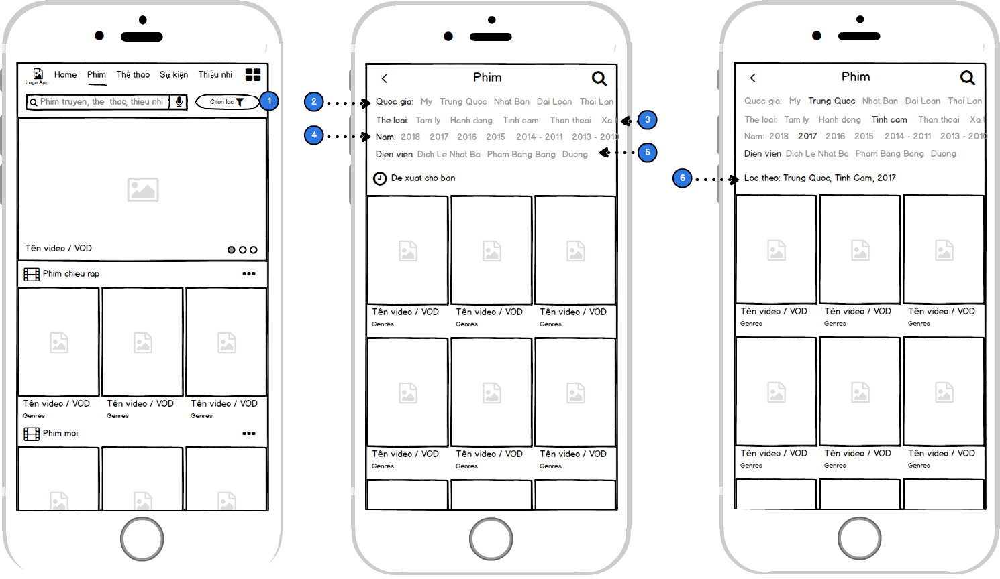 Home Phim Thể thao Sự kiện Thiếu nhi
Logo App
Phim truyen, the thao, thieu nhi
Chon loc
1
Tên video / VOD
Phim chieu rap
Tên video / VOD Tên video / VOD Tên video / VOD
Genres Genres Genres
Phim moi
Phim
2
Quoc gia: My Trung Quoc Nhat Ban Dai Loan Thai Lan
The loai: Tam ly Hanh dong Tinh cam Than thoai Xa
3
4
Nam: 2018 2017 2016 2015 2014 - 2011 2013 - 2010
Dien vien Dich Le Nhat Ba Pham Bang Bang Duong
5
De xuat cho ban
Tên video / VOD Tên video / VOD Tên video / VOD
Genres Genres Genres
Tên video / VOD Tên video / VOD Tên video / VOD
Genres Genres Genres
Phim
Quoc gia: My Trung Quoc Nhat Ban Dai Loan Thai Lan
The loai: Tam ly Hanh dong Tinh cam Than thoai Xa
Nam: 2018 2017 2016 2015 2014 - 2011 2013 - 2010
Dien vien Dich Le Nhat Ba Pham Bang Bang Duong
6
Loc theo: Trung Quoc, Tinh Cam, 2017
Tên video / VOD Tên video / VOD Tên video / VOD
Genres Genres Genres
Tên video / VOD Tên video / VOD Tên video / VOD
Genres Genres Genres